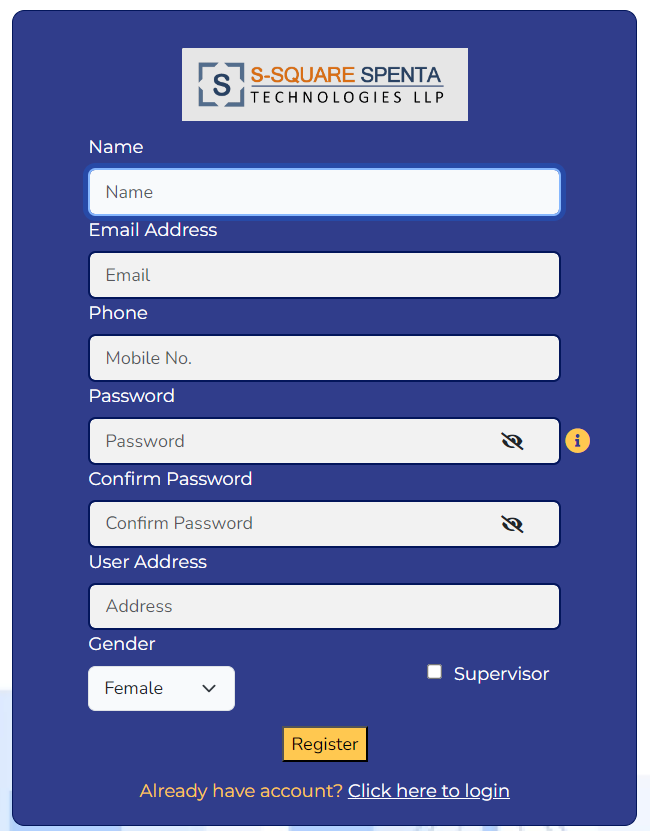 S
S-SQUARE SPENTA
TECHNOLOGIES LLP
Name
Name
Email Address
Email
Phone
Mobile No.
Password
Password
i
Confirm Password
Confirm Password
User Address
Address
Gender
Female
Supervisor
Register
Already have account? Click here to login